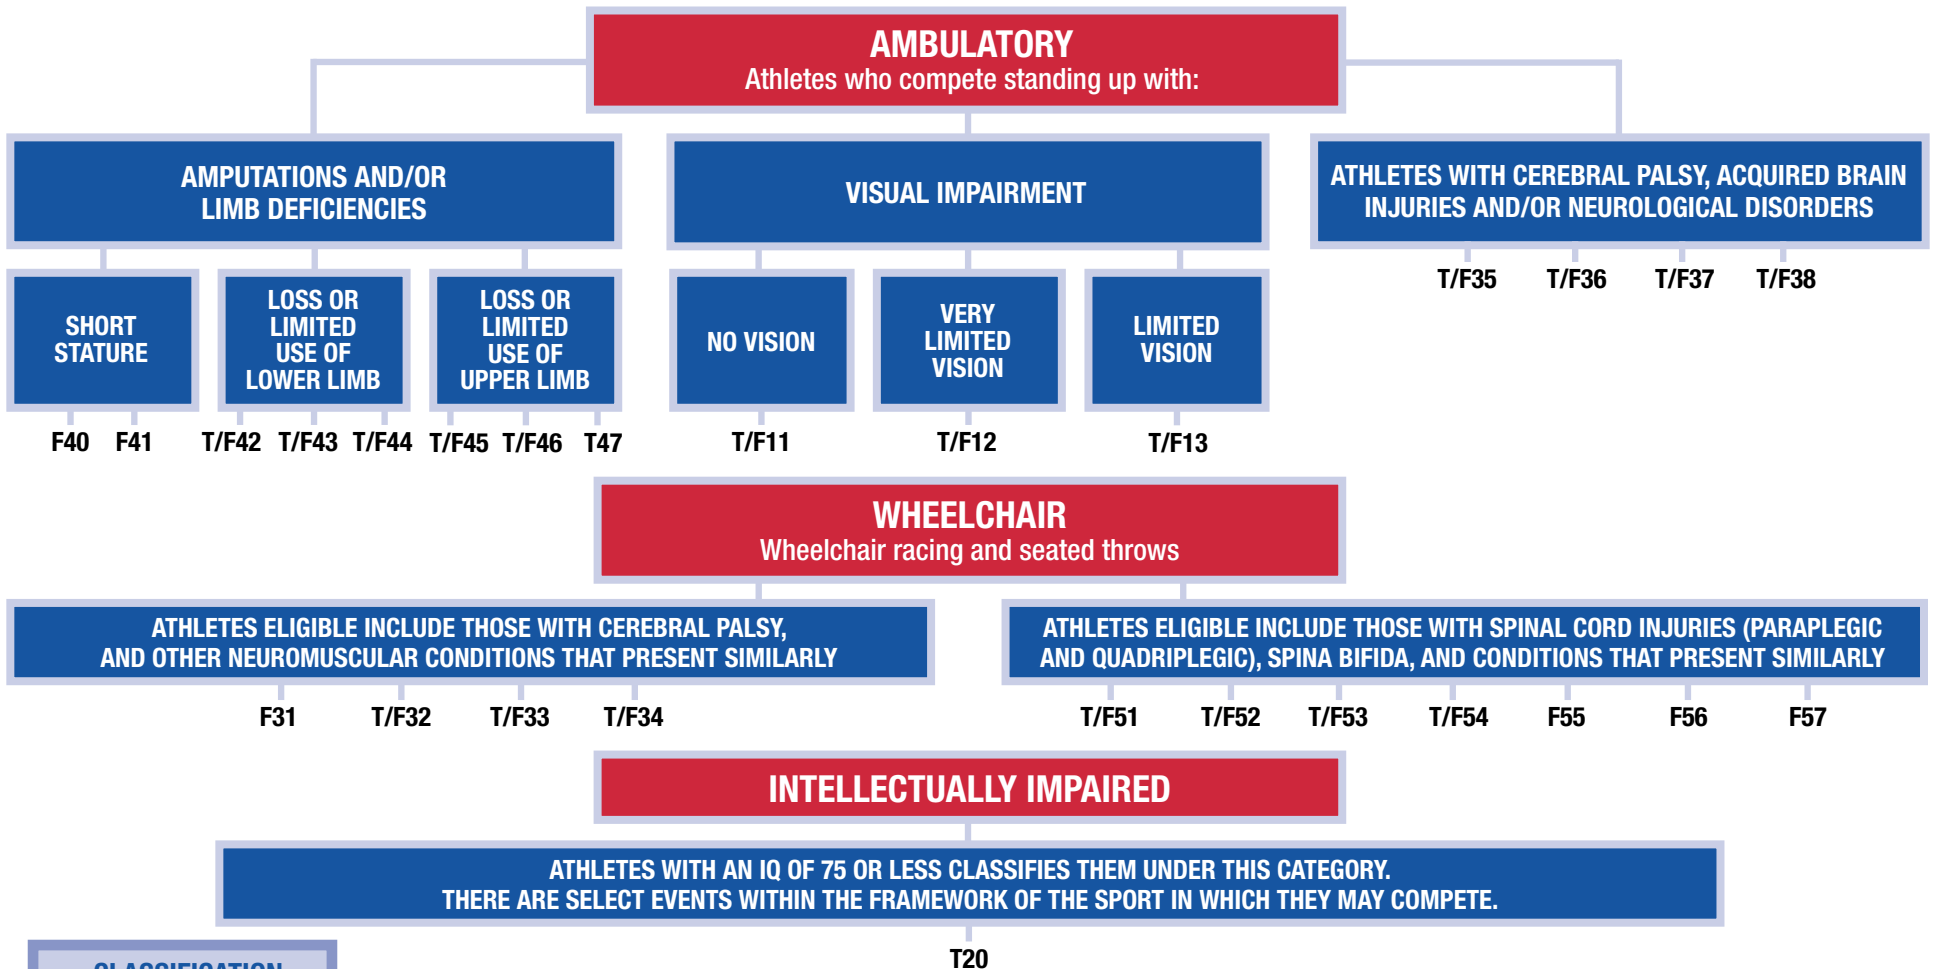 AMBULATORY
Athletes who compete standing up with:
AMPUTATIONS AND/OR
LIMB DEFICIENCIES
VISUAL IMPAIRMENT
ATHLETES WITH CEREBRAL PALSY, ACQUIRED BRAIN
INJURIES AND/OR NEUROLOGICAL DISORDERS
T/F35 T/F36 T/F37 T/F38
SHORT
STATURE
LOSS OR
LIMITED
USE OF
LOWER LIMB
LOSS OR
LIMITED
USE OF
UPPER LIMB
NO VISION
VERY
LIMITED
VISION
LIMITED
VISION
F40 F41 T/F42 T/F43 T/F44 T/F45 T/F46 T47 T/F11 T/F12 T/F13
WHEELCHAIR
Wheelchair racing and seated throws
ATHLETES ELIGIBLE INCLUDE THOSE WITH CEREBRAL PALSY,
AND OTHER NEUROMUSCULAR CONDITIONS THAT PRESENT SIMILARLY
ATHLETES ELIGIBLE INCLUDE THOSE WITH SPINAL CORD INJURIES (PARAPLEGIC
AND QUADRIPLEGIC), SPINA BIFIDA, AND CONDITIONS THAT PRESENT SIMILARLY
F31 T/F32 T/F33 T/F34 T/F51 T/F52 T/F53 T/F54 F55 F56 F57
INTELLECTUALLY IMPAIRED
ATHLETES WITH AN IQ OF 75 OR LESS CLASSIFIES THEM UNDER THIS CATEGORY.
THERE ARE SELECT EVENTS WITHIN THE FRAMEWORK OF THE SPORT IN WHICH THEY MAY COMPETE.
T20
CLASSIFICATION